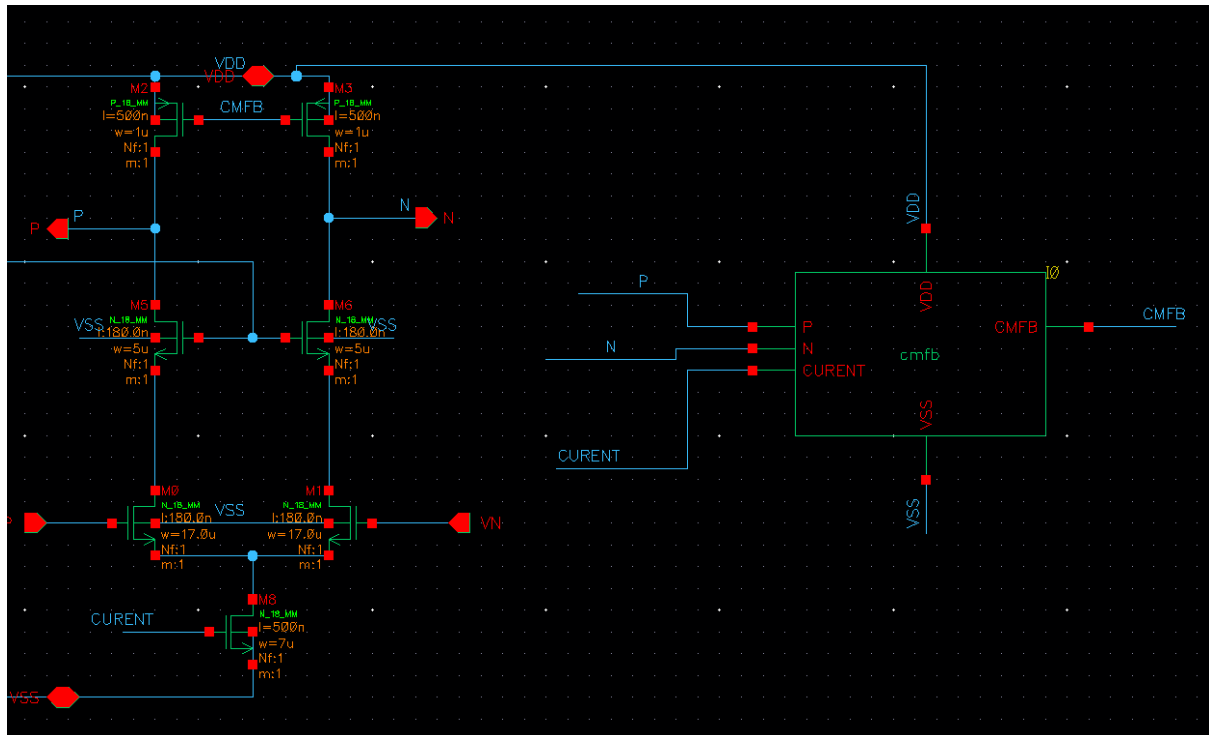 VDD
VDD
M2
P_18_MM
l=500n
w=1u
Nf:1
m:1
CMFB
M3
P_18_MM
l=500n
w=1u
Nf:1
m:1
P
P
N
N
M5
N_18_MM
VSS
l:180.0n
w=5u
Nf:1
m:1
M6
N_18_MM
VSS
l:180.0n
w=5u
Nf:1
m:1
M0
N_18_MM
l:180.0n
w=17.0u
Nf:1
m:1
VSS
M1
N_18_MM
l:180.0n
w=17.0u
Nf:1
m:1
VN
CURENT
M8
N_18_MM
l=500n
w=7u
Nf:1
m:1
VSS
VDD
I0
P
N
CURENT
VDD
P
N
CURENT
cmfb
CMFB
CMFB
VSS
VSS